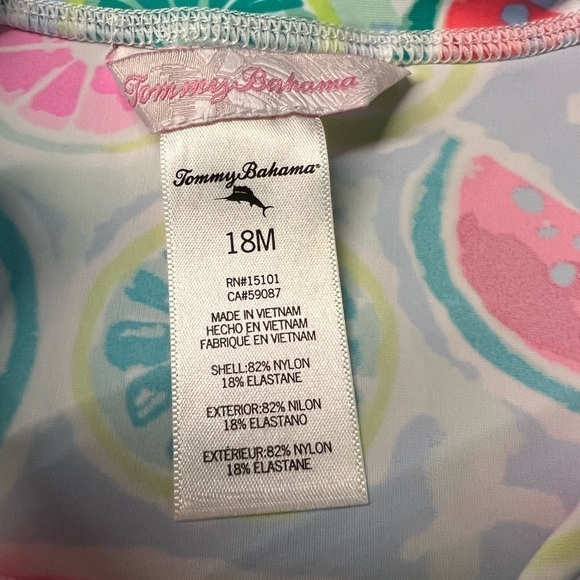 Tommy Bahama
Tommy Bahama®
18M
RN#15101
CA#59087
MADE IN VIETNAM
HECHO EN VIETNAM
FABRIQUÉ EN VIETNAM
SHELL:82% NYLON
18% ELASTANE
EXTERIOR:82% NILON
18% ELASTANO
EXTÉRIEUR:82% NYLON
18% ÉLASTANE